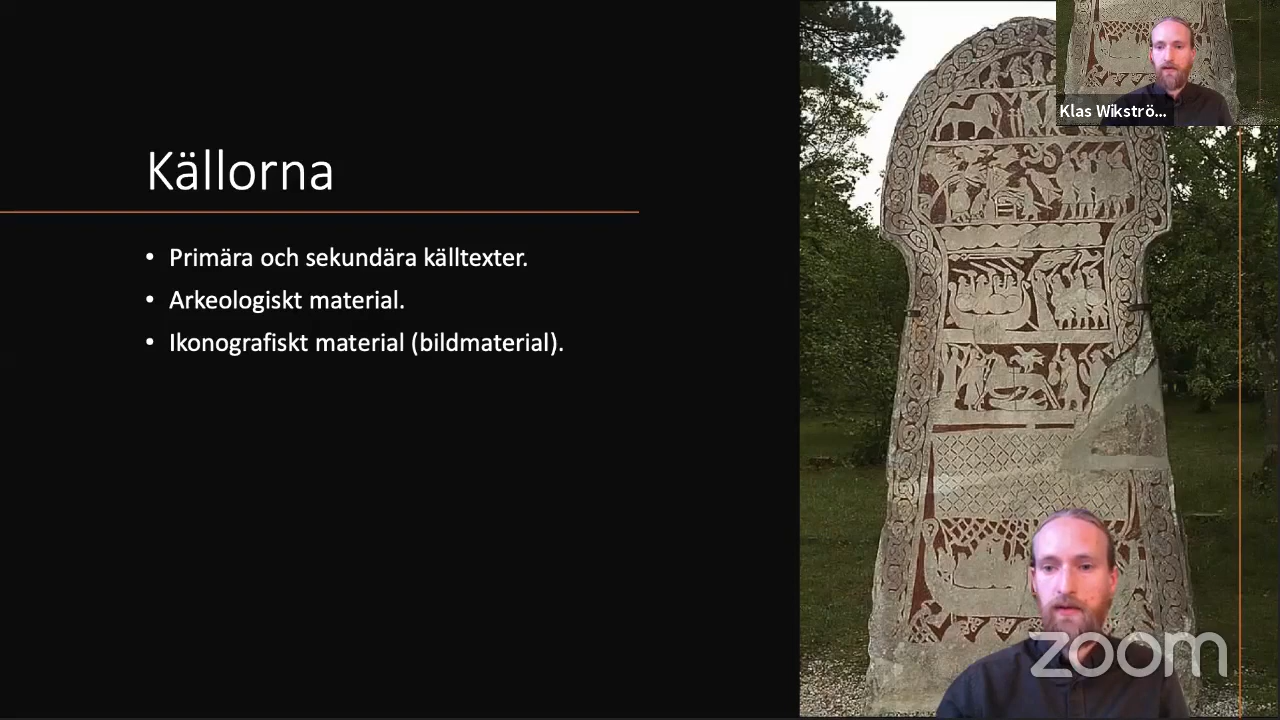 Källorna
• Primära och sekundära källtexter.
• Arkeologiskt material.
• Ikonografiskt material (bildmaterial).
Klas Wikströ...
zoom